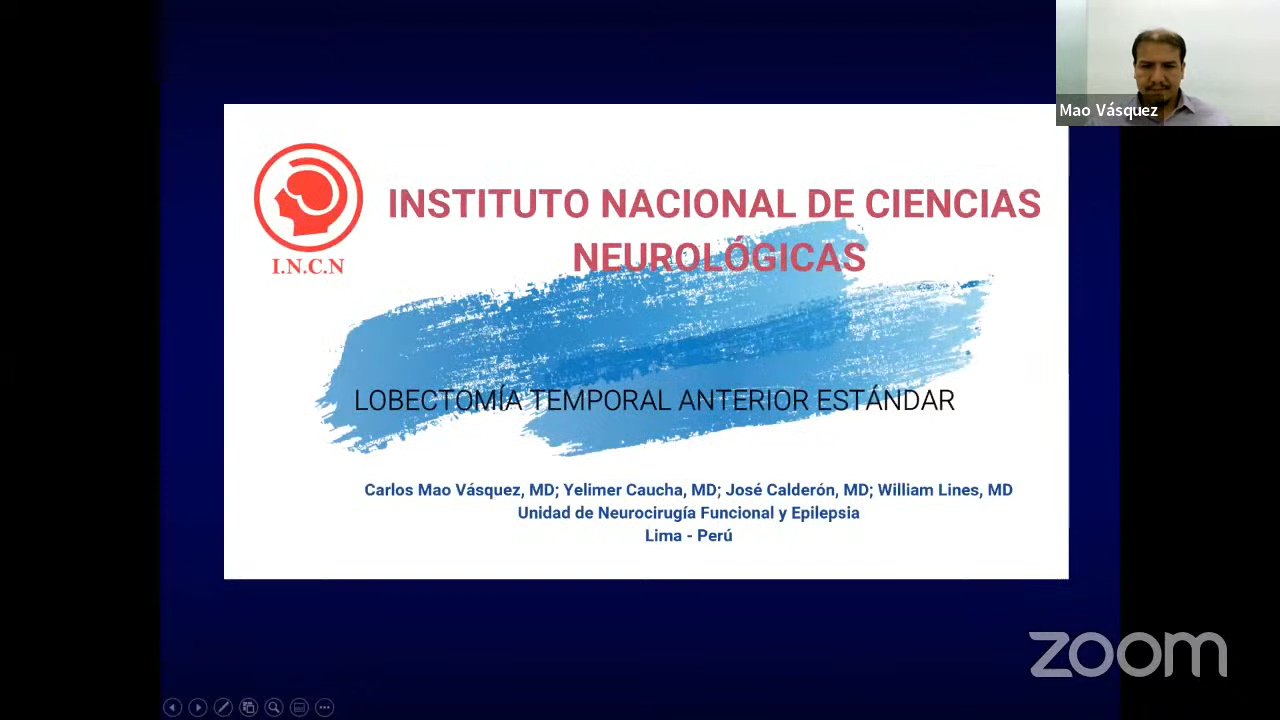 Mao Vásquez
I.N.C.N
INSTITUTO NACIONAL DE CIENCIAS
NEUROLÓGICAS
LOBECTOMÍA TEMPORAL ANTERIOR ESTÁNDAR
Carlos Mao Vásquez, MD; Yelimer Caucha, MD; José Calderón, MD; William Lines, MD
Unidad de Neurocirugía Funcional y Epilepsia
Lima - Perú
zoom